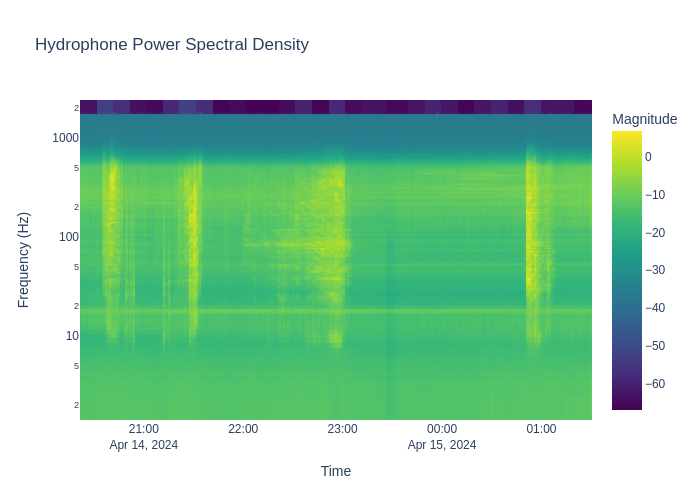 Hydrophone Power Spectral Density
Magnitude
2
1000
5
2
100
5
2
10
5
2
Frequency (Hz)
0
−10
−20
−30
−40
−50
−60
21:00 22:00 23:00 00:00 01:00
Apr 14, 2024 Apr 15, 2024
Time